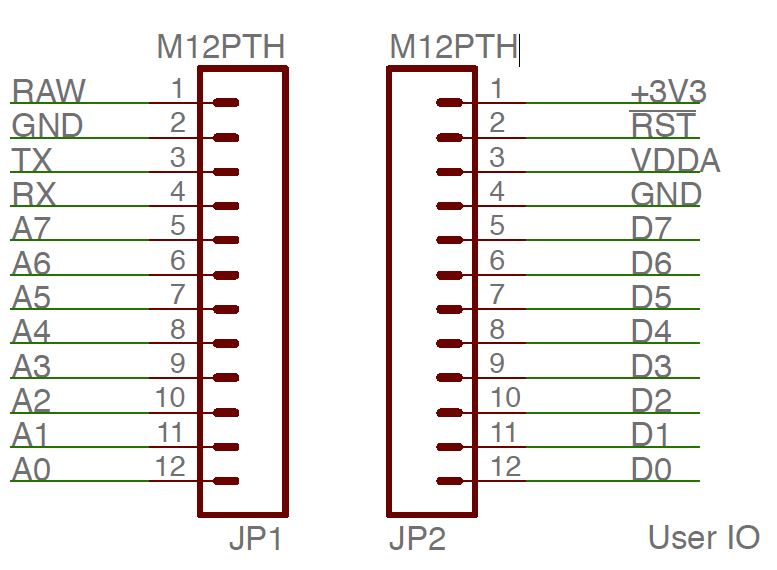 M12PTH M12PTH
RAW 1 1 +3V3
GND 2 2 RST
TX 3 3 VDDA
RX 4 4 GND
A7 5 5 D7
A6 6 6 D6
A5 7 7 D5
A4 8 8 D4
A3 9 9 D3
A2 10 10 D2
A1 11 11 D1
A0 12 12 D0
JP1 JP2 User IO